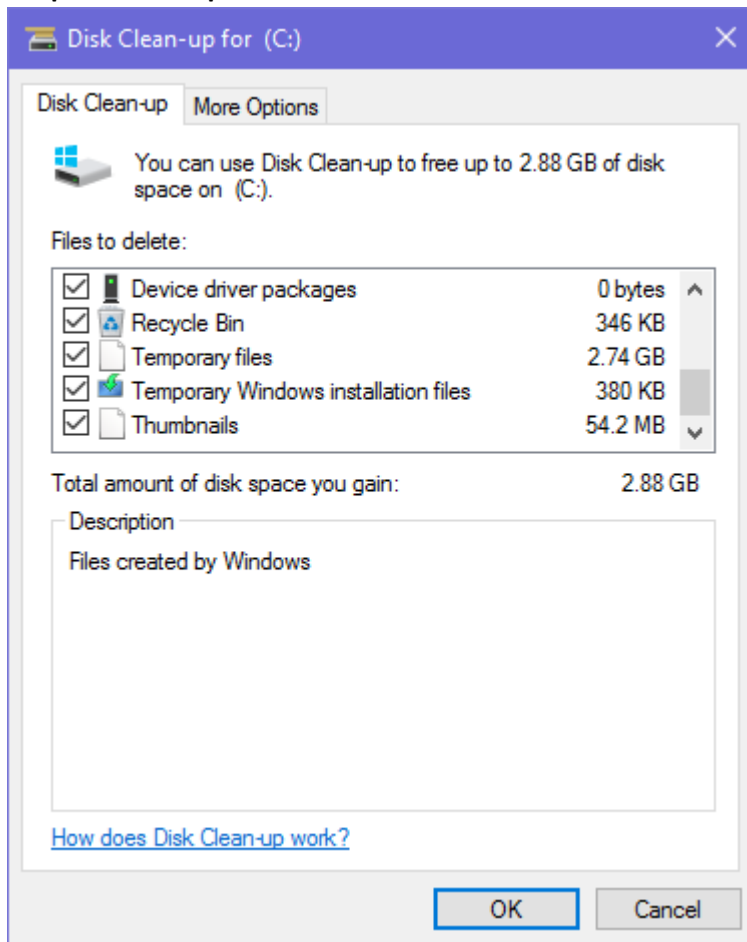 Disk Clean-up for (C:)
Disk Clean-up More Options
You can use Disk Clean-up to free up to 2.88 GB of disk
space on (C:).
Files to delete:
Device driver packages 0 bytes
Recycle Bin 346 KB
Temporary files 2.74 GB
Temporary Windows installation files 380 KB
Thumbnails 54.2 MB
Total amount of disk space you gain: 2.88 GB
Description
Files created by Windows
How does Disk Clean-up work?
OK Cancel